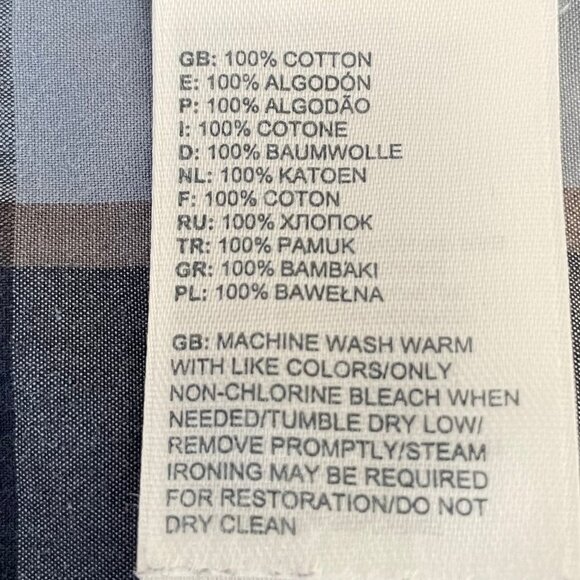 GB: 100% COTTON
E: 100% ALGODÓN
P: 100% ALGODÃO
I: 100% COTONE
D: 100% BAUMWOLLE
NL: 100% KATOEN
F: 100% COTON
RU: 100% ХЛОПОК
TR: 100% PAMUK
GR: 100% ΒΑΜΒΆΚΙ
PL: 100% BAWEŁNA
GB: MACHINE WASH WARM
WITH LIKE COLORS/ONLY
NON-CHLORINE BLEACH WHEN
NEEDED/TUMBLE DRY LOW/
REMOVE PROMPTLY/STEAM
IRONING MAY BE REQUIRED
FOR RESTORATION/DO NOT
DRY CLEAN